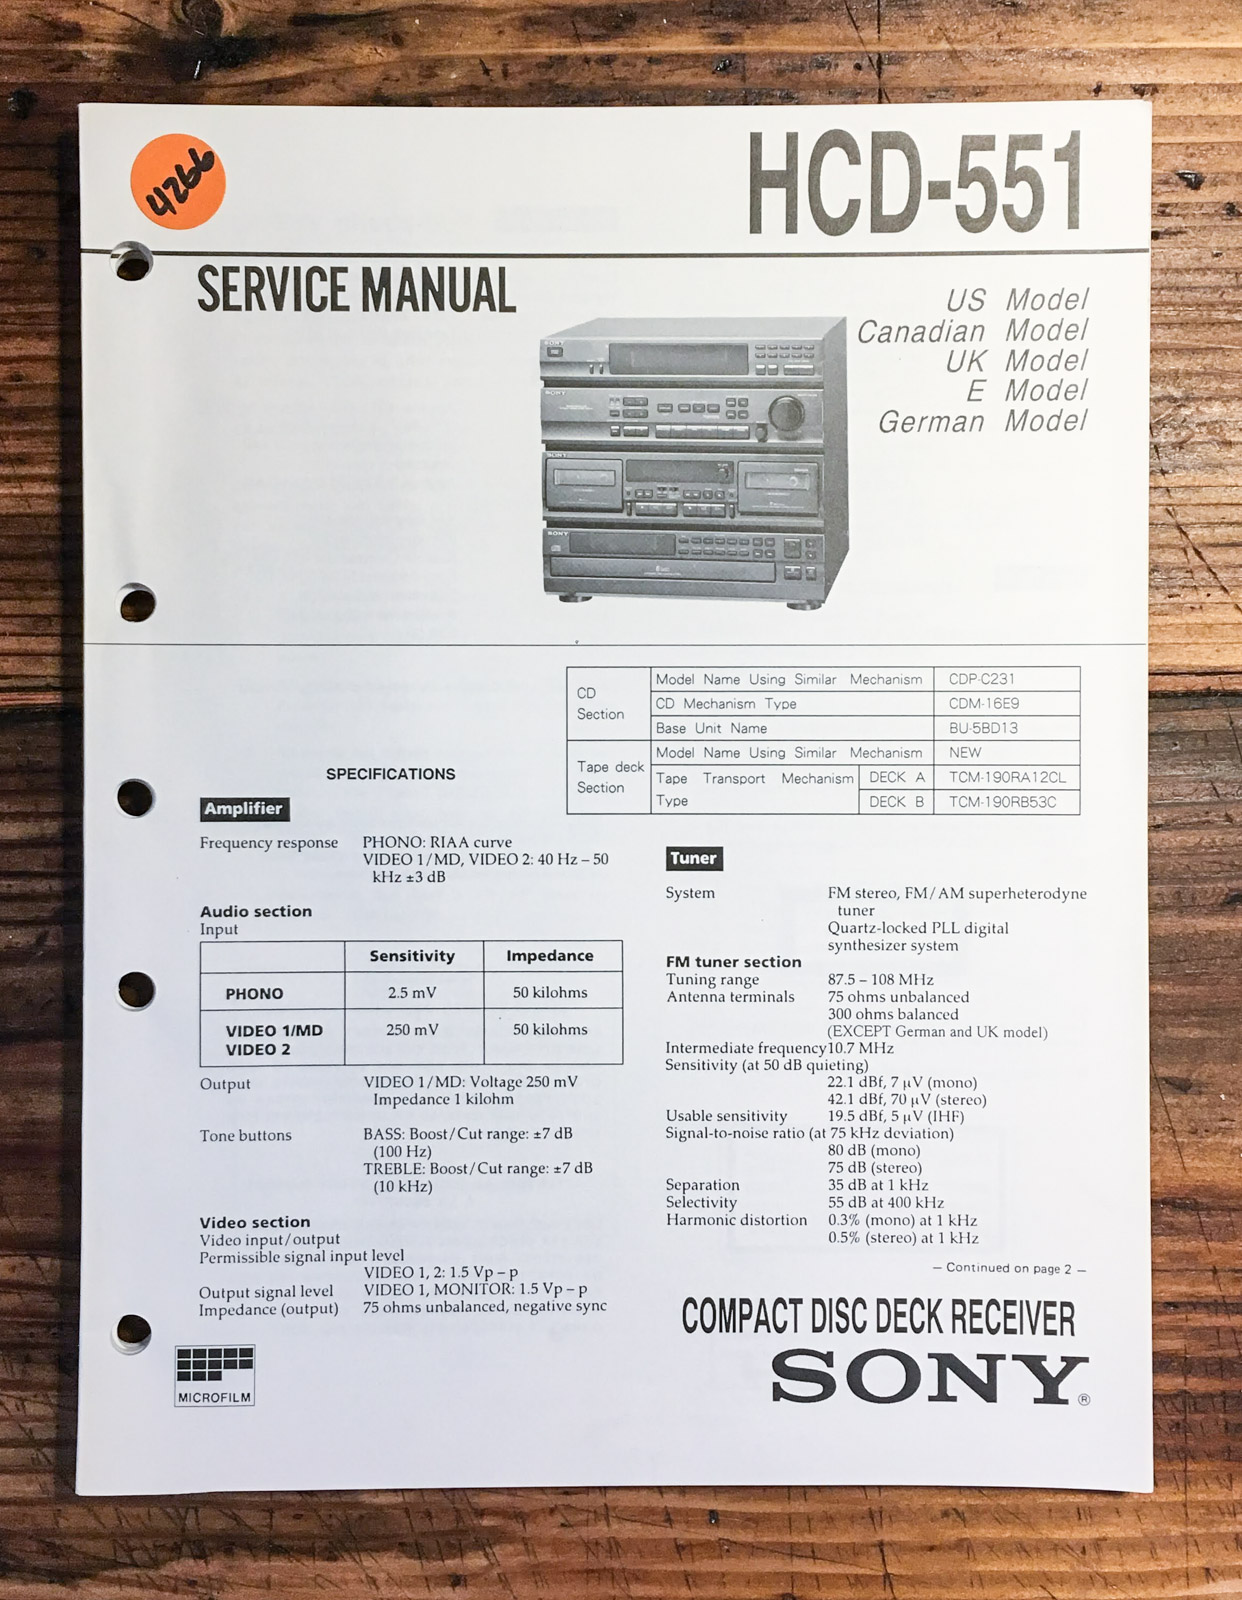 4266
HCD-551
SERVICE MANUAL
US Model
Canadian Model
UK Model
E Model
German Model
SONY
SONY
SONY
SONY
CD Section
Model Name Using Similar Mechanism CDP-C231
CD Mechanism Type CDM-16E9
Base Unit Name BU-5BD13
Tape deck Section
Model Name Using Similar Mechanism NEW
Tape Transport Mechanism Type
DECK A TCM-190RA12CL
DECK B TCM-190RB53C
SPECIFICATIONS
Amplifier
Frequency response PHONO: RIAA curve
VIDEO 1/MD, VIDEO 2: 40 Hz – 50
kHz ±3 dB
Audio section
Input
Sensitivity Impedance
PHONO 2.5 mV 50 kilohms
VIDEO 1/MD 250 mV 50 kilohms
VIDEO 2
Output VIDEO 1/MD: Voltage 250 mV
Impedance 1 kilohm
Tone buttons BASS: Boost/Cut range: ±7 dB
(100 Hz)
TREBLE: Boost/Cut range: ±7 dB
(10 kHz)
Video section
Video input/output
Permissible signal input level
VIDEO 1, 2: 1.5 Vp – p
Output signal level VIDEO 1, MONITOR: 1.5 Vp – p
Impedance (output) 75 ohms unbalanced, negative sync
MICROFILM
Tuner
System FM stereo, FM/AM superheterodyne
tuner
Quartz-locked PLL digital
synthesizer system
FM tuner section
Tuning range 87.5 – 108 MHz
Antenna terminals 75 ohms unbalanced
300 ohms balanced
(EXCEPT German and UK model)
Intermediate frequency 10.7 MHz
Sensitivity (at 50 dB quieting)
22.1 dBf, 7 µV (mono)
42.1 dBf, 70 µV (stereo)
Usable sensitivity 19.5 dBf, 5 µV (IHF)
Signal-to-noise ratio (at 75 kHz deviation)
80 dB (mono)
75 dB (stereo)
Separation 35 dB at 1 kHz
Selectivity 55 dB at 400 kHz
Harmonic distortion 0.3% (mono) at 1 kHz
0.5% (stereo) at 1 kHz
– Continued on page 2 –
COMPACT DISC DECK RECEIVER
SONY®